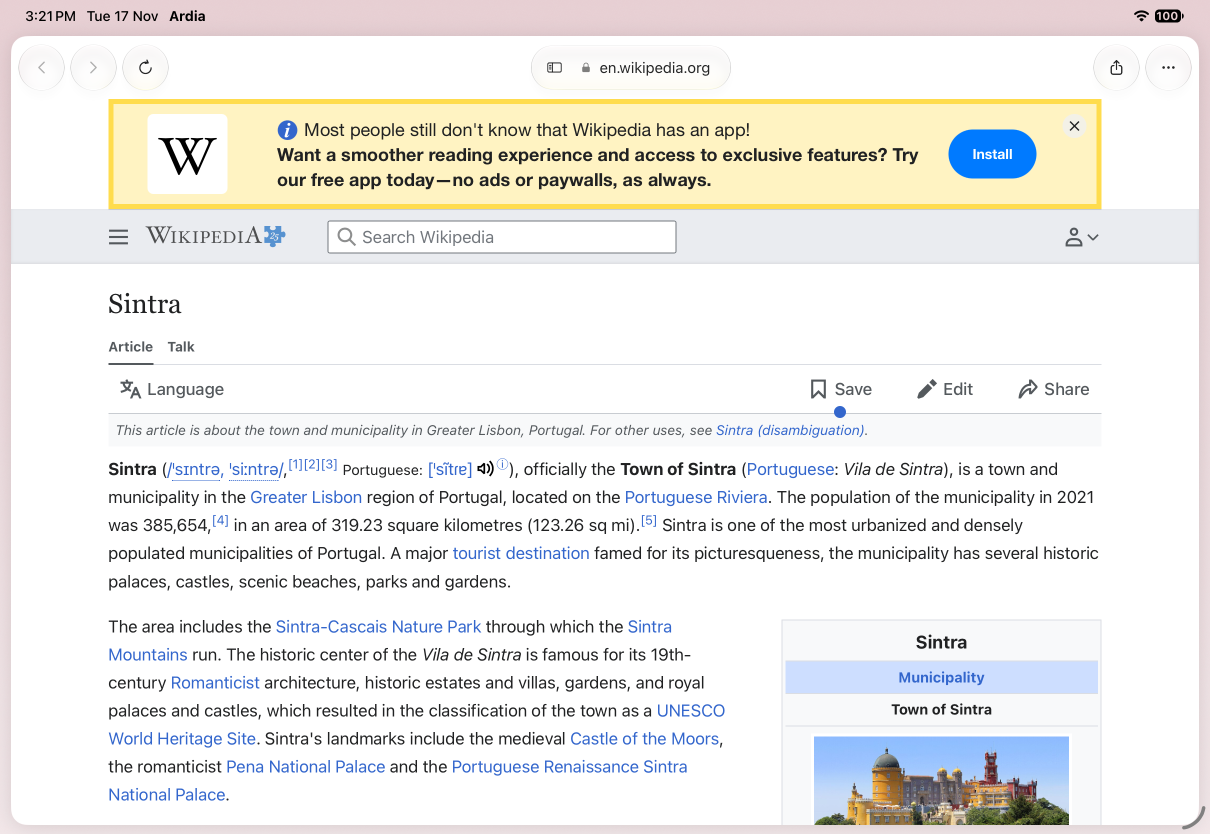 3:21 PM Tue 17 Nov Ardia 100
en.wikipedia.org
W
i Most people still don't know that Wikipedia has an app!
Want a smoother reading experience and access to exclusive features? Try
our free app today—no ads or paywalls, as always.
Install
WIKIPEDIA 25
Search Wikipedia
Sintra
Article Talk
Language Save Edit Share
This article is about the town and municipality in Greater Lisbon, Portugal. For other uses, see Sintra (disambiguation).
Sintra (/ˈsɪntrə, ˈsiːntrə/,[1][2][3] Portuguese: [ˈsĩtɾɐ] ⓘ), officially the Town of Sintra (Portuguese: Vila de Sintra), is a town and
municipality in the Greater Lisbon region of Portugal, located on the Portuguese Riviera. The population of the municipality in 2021
was 385,654,[4] in an area of 319.23 square kilometres (123.26 sq mi).[5] Sintra is one of the most urbanized and densely
populated municipalities of Portugal. A major tourist destination famed for its picturesqueness, the municipality has several historic
palaces, castles, scenic beaches, parks and gardens.
The area includes the Sintra-Cascais Nature Park through which the Sintra
Mountains run. The historic center of the Vila de Sintra is famous for its 19th-
century Romanticist architecture, historic estates and villas, gardens, and royal
palaces and castles, which resulted in the classification of the town as a UNESCO
World Heritage Site. Sintra's landmarks include the medieval Castle of the Moors,
the romanticist Pena National Palace and the Portuguese Renaissance Sintra
National Palace.
Sintra
Municipality
Town of Sintra